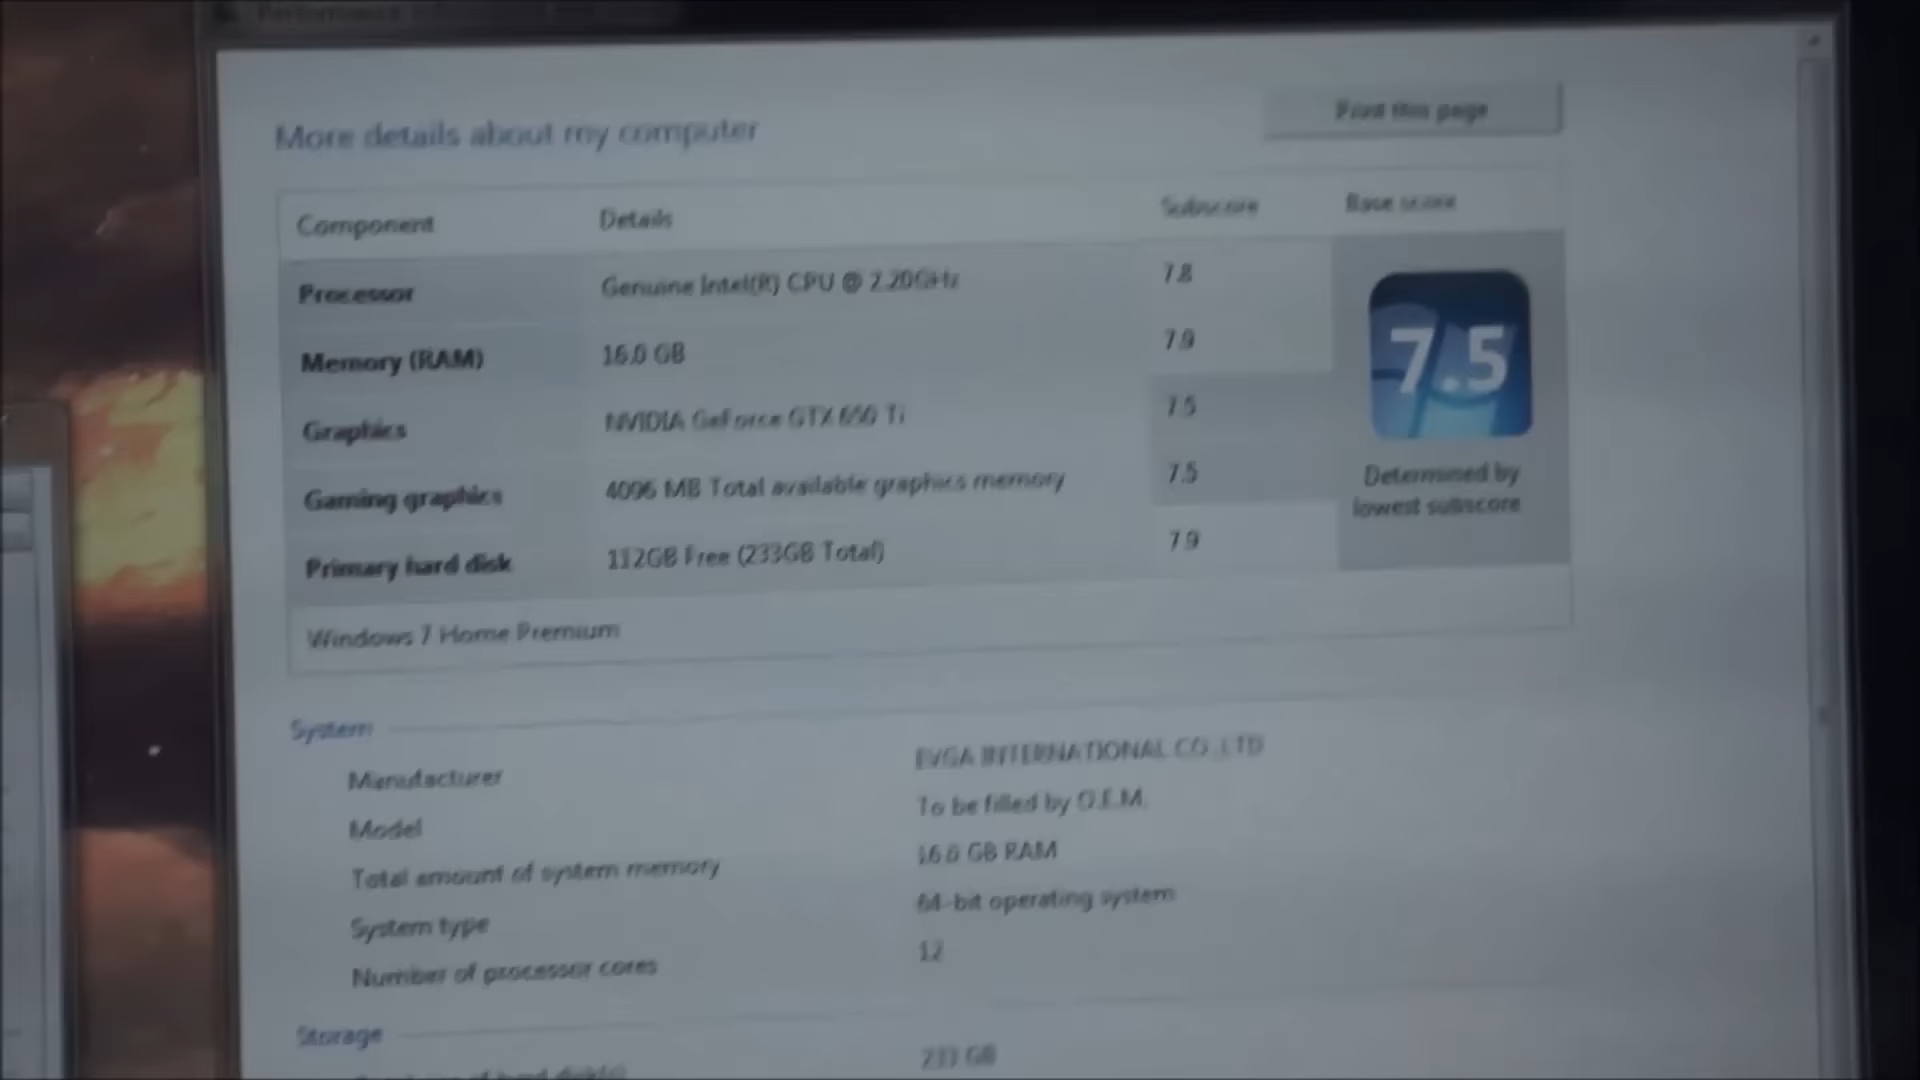 Performance
More details about my computer
Print this page
Component Details Subscore Base score
Processor Genuine Intel(R) CPU @ 2.20GHz 7.8
Memory (RAM) 16.0 GB 7.9
Graphics NVIDIA GeForce GTX 650 Ti 7.5
Gaming graphics 4096 MB Total available graphics memory 7.5
Primary hard disk 112GB Free (233GB Total) 7.9
7.5
Determined by
lowest subscore
Windows 7 Home Premium
System
Manufacturer EVGA INTERNATIONAL CO.,LTD
Model To be filled by O.E.M.
Total amount of system memory 16.0 GB RAM
System type 64-bit operating system
Number of processor cores 12
Storage
233 GB